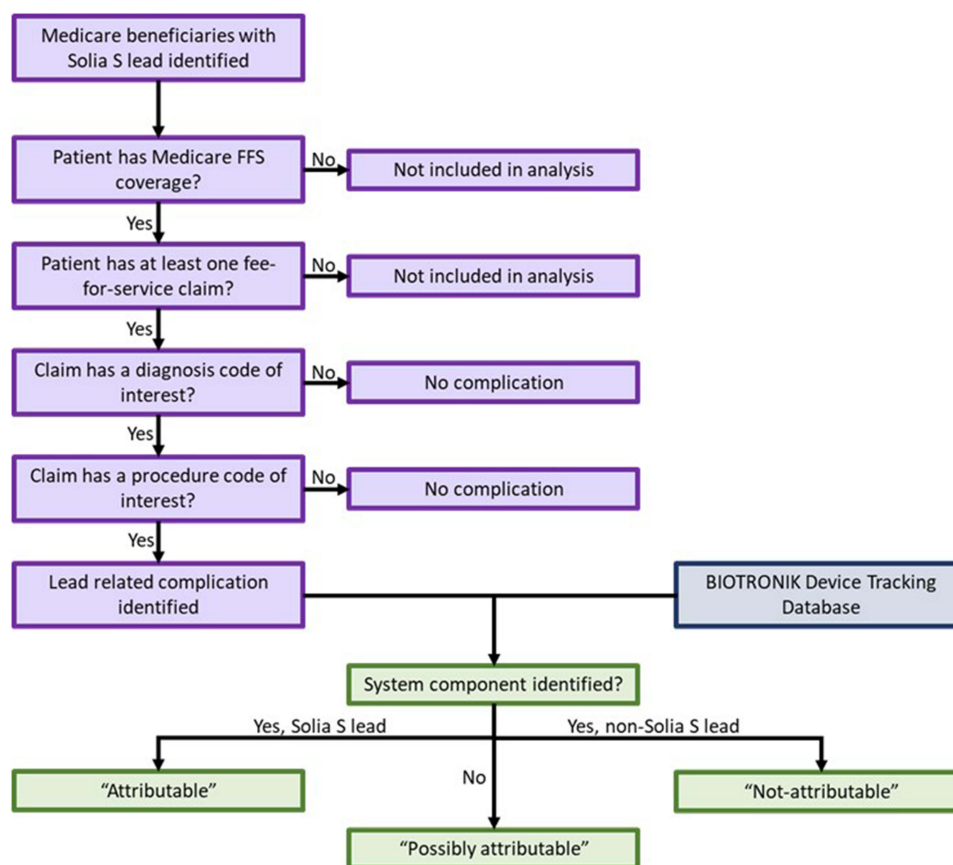 Medicare beneficiaries with
Solia S lead identified
Patient has Medicare FFS
coverage?
No
Not included in analysis
Yes
Patient has at least one fee-
for-service claim?
No
Not included in analysis
Yes
Claim has a diagnosis code of
interest?
No
No complication
Yes
Claim has a procedure code of
interest?
No
No complication
Yes
Lead related complication
identified
BIOTRONIK Device Tracking
Database
System component identified?
Yes, Solia S lead
Yes, non-Solia S lead
No
“Attributable”
“Not-attributable”
“Possibly attributable”